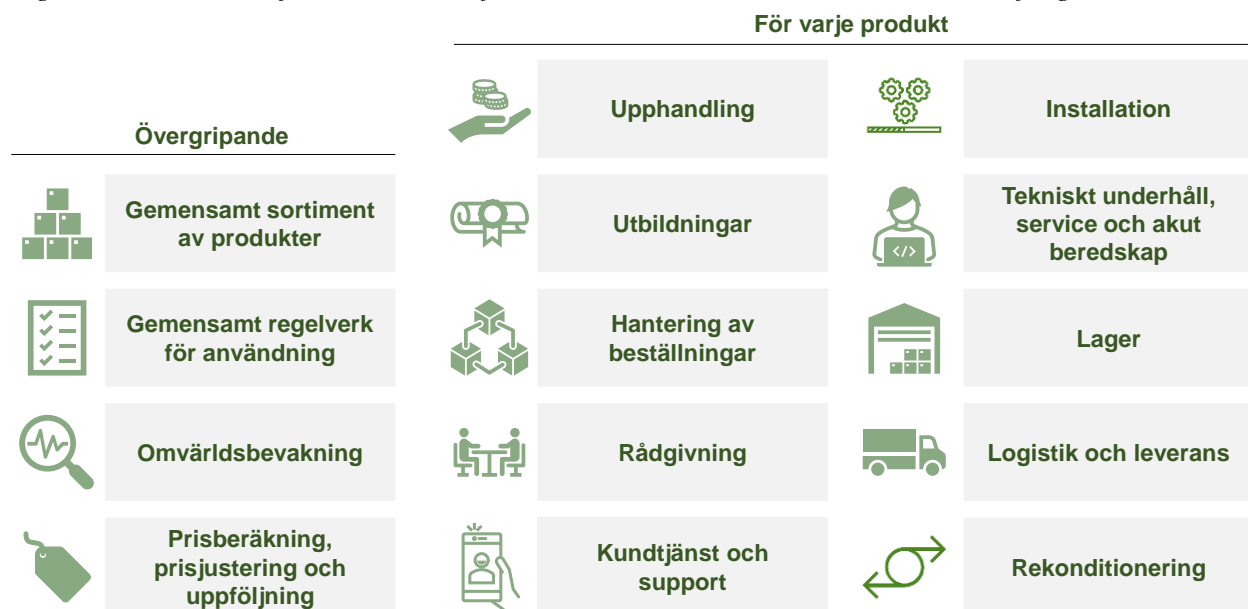 För varje produkt
Övergripande
Gemensamt sortiment
av produkter
Gemensamt regelverk
för användning
Omvärldsbevakning
Prisberäkning,
prisjustering och
uppföljning
Upphandling
Utbildningar
Hantering av
beställningar
Rådgivning
Kundtjänst och
support
Installation
Tekniskt underhåll,
service och akut
beredskap
</>
Lager
Logistik och leverans
Rekonditionering